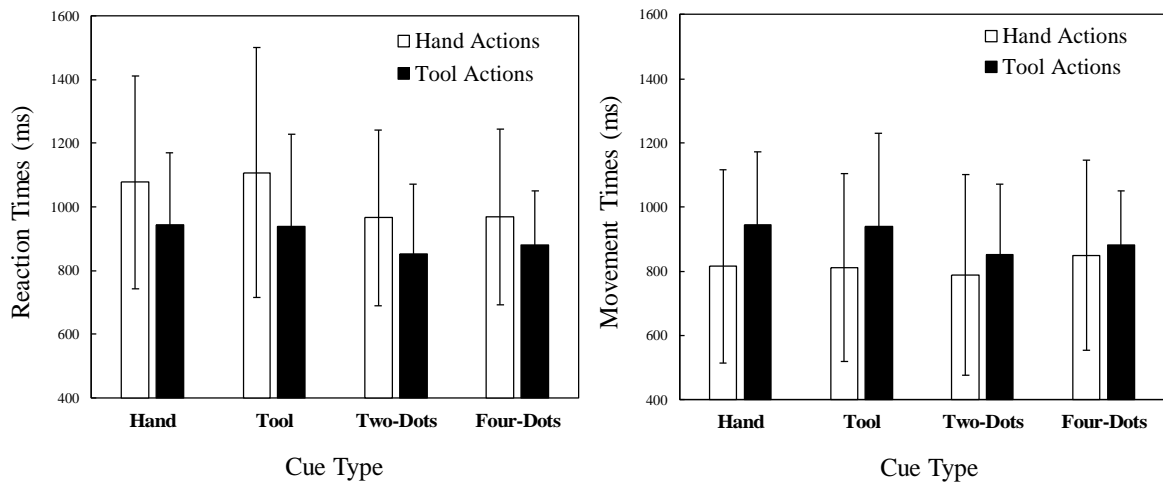 1600
1400
1200
1000
800
600
400
Reaction Times (ms)
Hand Actions
Tool Actions
Hand Tool Two-Dots Four-Dots
Cue Type
1600
1400
1200
1000
800
600
400
Movement Times (ms)
Hand Actions
Tool Actions
Hand Tool Two-Dots Four-Dots
Cue Type